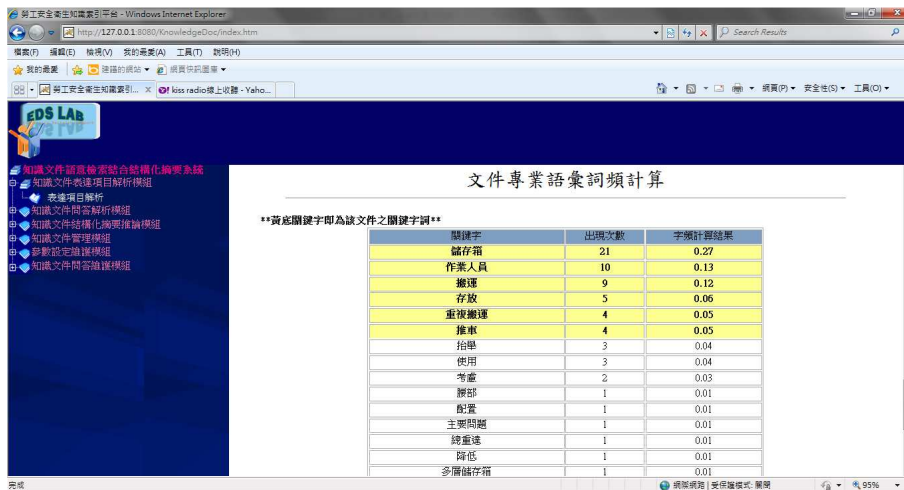 勞工安全衛生知識索引平台 - Windows Internet Explorer
http://127.0.0.1:8080/KnowledgeDoc/index.htm
Search Results
檔案(F) 編輯(E) 檢視(V) 我的最愛(A) 工具(T) 說明(H)
我的最愛 建議的網站 網頁快訊圖庫
勞工安全衛生知識索引... kiss radio線上收聽 - Yaho...
網頁(P) 安全性(S) 工具(O)
EDS LAB
知識文件語意檢索結合結構化摘要系統
知識文件表達項目解析模組
表達項目解析
知識文件問答解析模組
知識文件結構化摘要推論模組
知識文件管理模組
參數設定維護模組
知識文件問答維護模組
文件專業語彙詞頻計算
**黃底關鍵字即為該文件之關鍵字詞**
關鍵字 出現次數 字頻計算結果
儲存箱 21 0.27
作業人員 10 0.13
搬運 9 0.12
存放 5 0.06
重複搬運 4 0.05
推車 4 0.05
抬舉 3 0.04
使用 3 0.04
考慮 2 0.03
腰部 1 0.01
配置 1 0.01
主要問題 1 0.01
總重達 1 0.01
降低 1 0.01
多層儲存箱 1 0.01
完成
網際網路 | 受保護模式: 關閉
95%